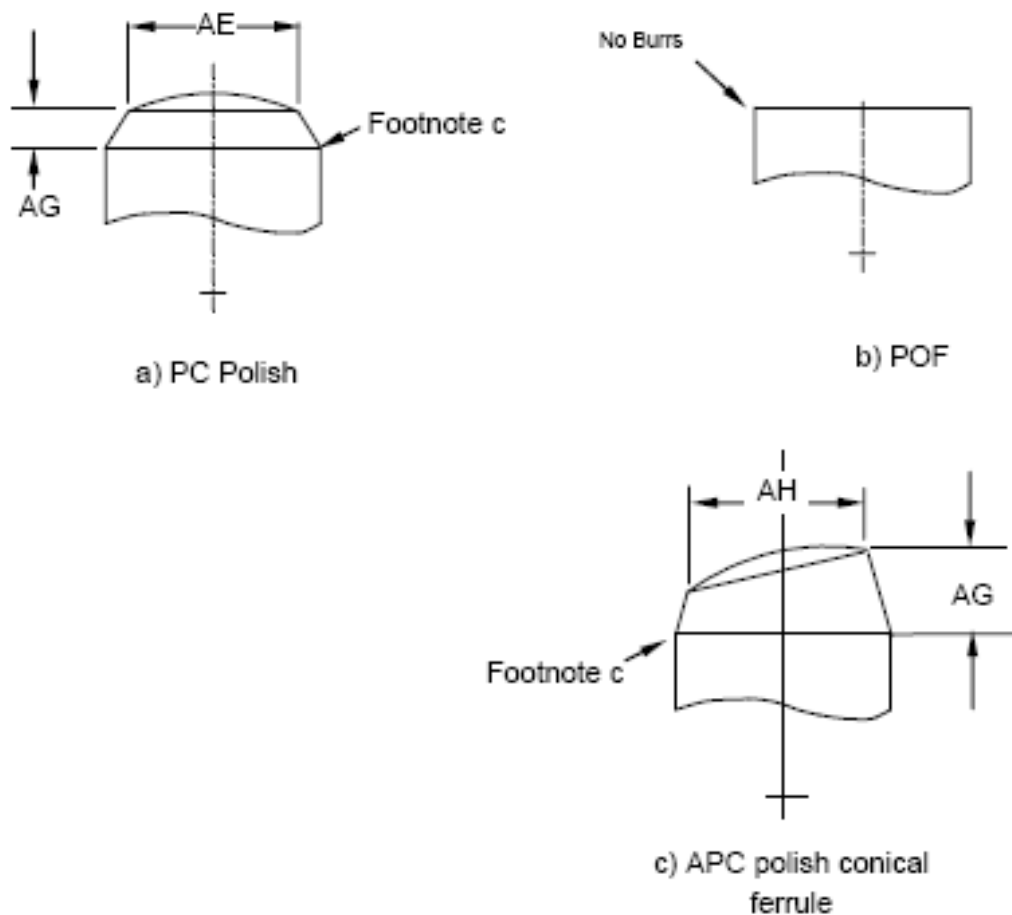 AE
No Burrs
Footnote c
AG
a) PC Polish
b) POF
AH
AG
Footnote c
c) APC polish conical
ferrule